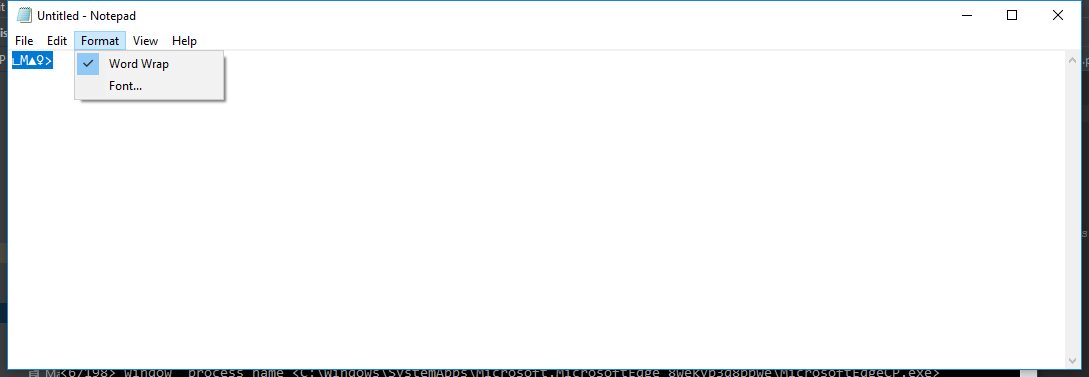 Untitled - Notepad
File Edit Format View Help
M▲♀>
Word Wrap
Font...
<6/198> Window process name <C:\Windows\SystemApps\Microsoft.MicrosoftEdge_8wekyb3d8bbwe\MicrosoftEdgeCP.exe>